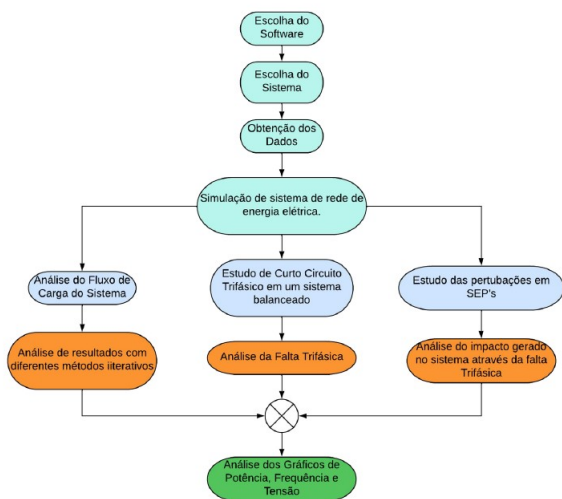 Escolha do
Software
Escolha do
Sistema
Obtenção dos
Dados
Simulação de sistema de rede de
energia elétrica.
Análise do Fluxo de
Carga do Sistema
Estudo de Curto Circuito
Trifásico em um sistema
balanceado
Estudo das pertubações em
SEP's
Análise de resultados com
diferentes métodos iiterativos
Análise da Falta Trifásica
Análise do impacto gerado
no sistema através da falta
Trifásica
Análise dos Gráficos de
Potência, Frequência e
Tensão